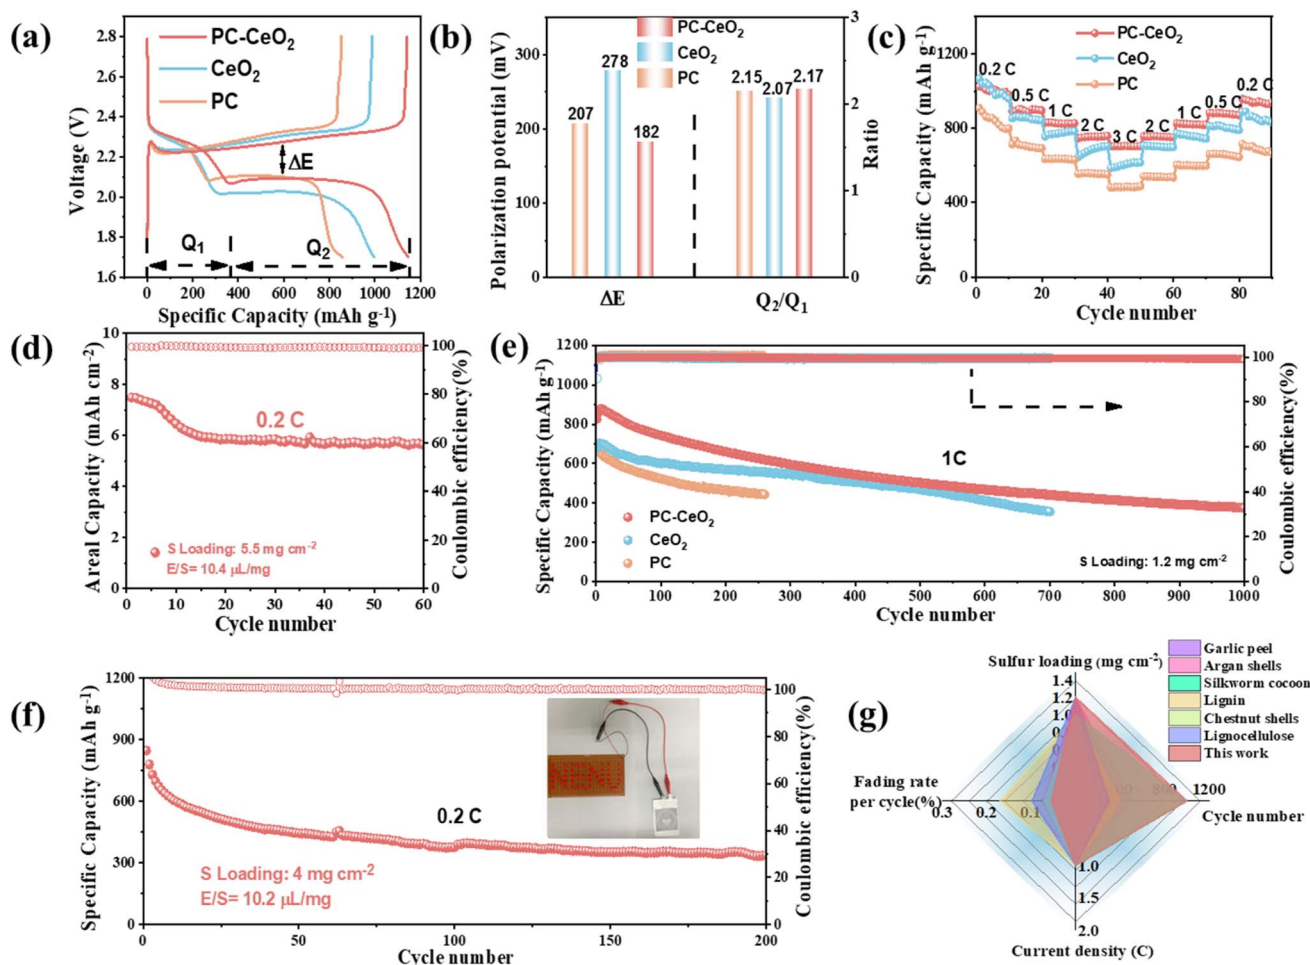 (a)
2.8
2.6
2.4
2.2
2.0
1.8
1.6
Voltage (V)
PC-CeO₂
CeO₂
PC
ΔE
Q₁
Q₂
0 200 400 600 800 1000 1200
Specific Capacity (mAh g⁻¹)
(b)
300
200
100
0
Polarization potential (mV)
PC-CeO₂
CeO₂
PC
207
278
182
2.15
2.07
2.17
3
2
1
0
Ratio
ΔE
Q₂/Q₁
(c)
1200
800
400
0
Specific Capacity (mAh g⁻¹)
PC-CeO₂
CeO₂
PC
0.2 C
0.5 C
1 C
2 C
3 C
2 C
1 C
0.5 C
0.2 C
0 20 40 60 80
Cycle number
(d)
10
8
6
4
2
0
Areal Capacity (mAh cm⁻²)
0.2 C
S Loading: 5.5 mg cm⁻²
E/S= 10.4 μL/mg
100
80
60
40
20
0
Coulombic efficiency(%)
0 10 20 30 40 50 60
Cycle number
(e)
1200
1000
800
600
400
200
0
Specific Capacity (mAh g⁻¹)
1C
PC-CeO₂
CeO₂
PC
S Loading: 1.2 mg cm⁻²
100
80
60
40
20
0
Coulombic efficiency(%)
0 100 200 300 400 500 600 700 800 900 1000
Cycle number
(f)
1200
900
600
300
0
Specific Capacity (mAh g⁻¹)
0.2 C
S Loading: 4 mg cm⁻²
E/S= 10.2 μL/mg
NENU
100
80
60
40
20
0
Coulombic efficiency(%)
0 50 100 150 200
Cycle number
(g)
Sulfur loading (mg cm⁻²)
1.4
1.2
1.0
Garlic peel
Argan shells
Silkworm cocoon
Lignin
Chestnut shells
Lignocellulose
This work
Fading rate
per cycle(%)
0.3 0.2 0.1
800 1200
Cycle number
1.0
1.5
2.0
Current density (C)